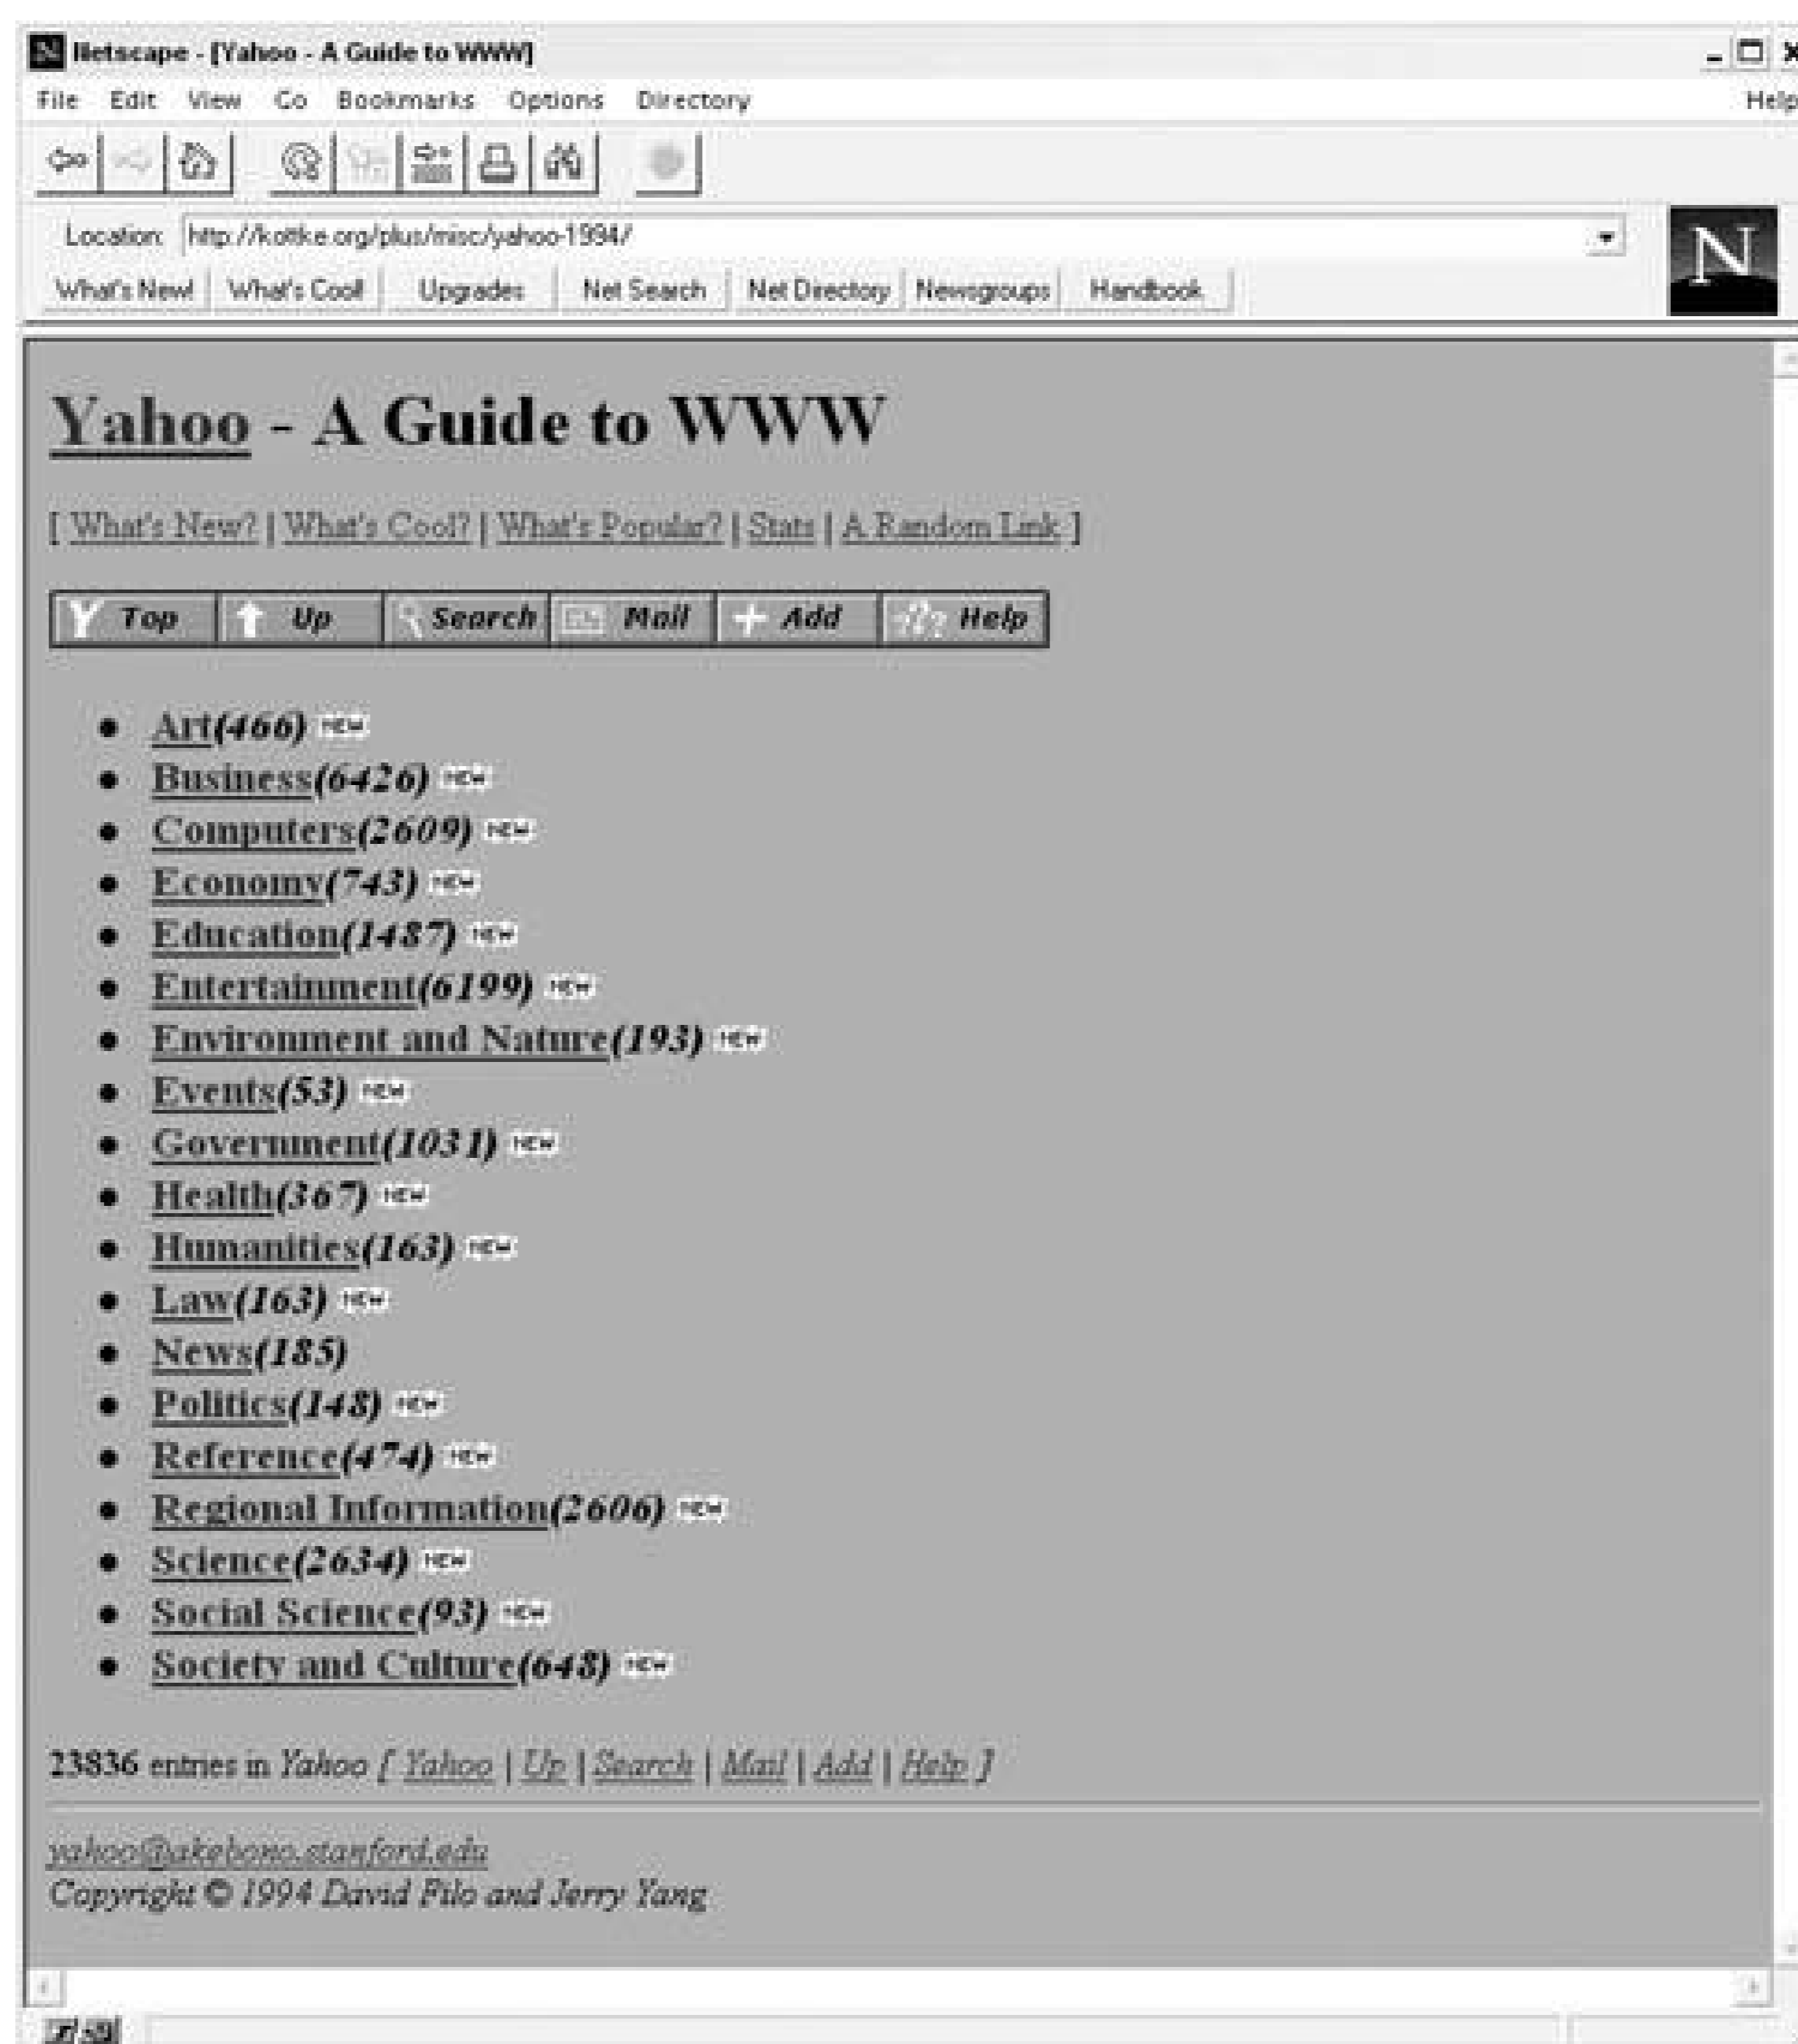 Netscape - [Yahoo - A Guide to WWW]
File Edit View Go Bookmarks Options Directory Help
Location: http://kottke.org/plus/misc/yahoo-1994/
N
What's New! What's Cool! Upgrades Net Search Net Directory Newsgroups Handbook
Yahoo - A Guide to WWW
[ What's New? | What's Cool? | What's Popular? | Stats | A Random Link ]
Y Top Up Search Mail Add Help
Art(466) NEW
Business(6426) NEW
Computers(2609) NEW
Economy(743) NEW
Education(1487) NEW
Entertainment(6199) NEW
Environment and Nature(193) NEW
Events(53) NEW
Government(1031) NEW
Health(367) NEW
Humanities(163) NEW
Law(163) NEW
News(185)
Politics(148) NEW
Reference(474) NEW
Regional Information(2606) NEW
Science(2634) NEW
Social Science(93) NEW
Society and Culture(648) NEW
23836 entries in Yahoo [ Yahoo | Up | Search | Mail | Add | Help ]
yahoo@akebono.stanford.edu
Copyright © 1994 David Filo and Jerry Yang